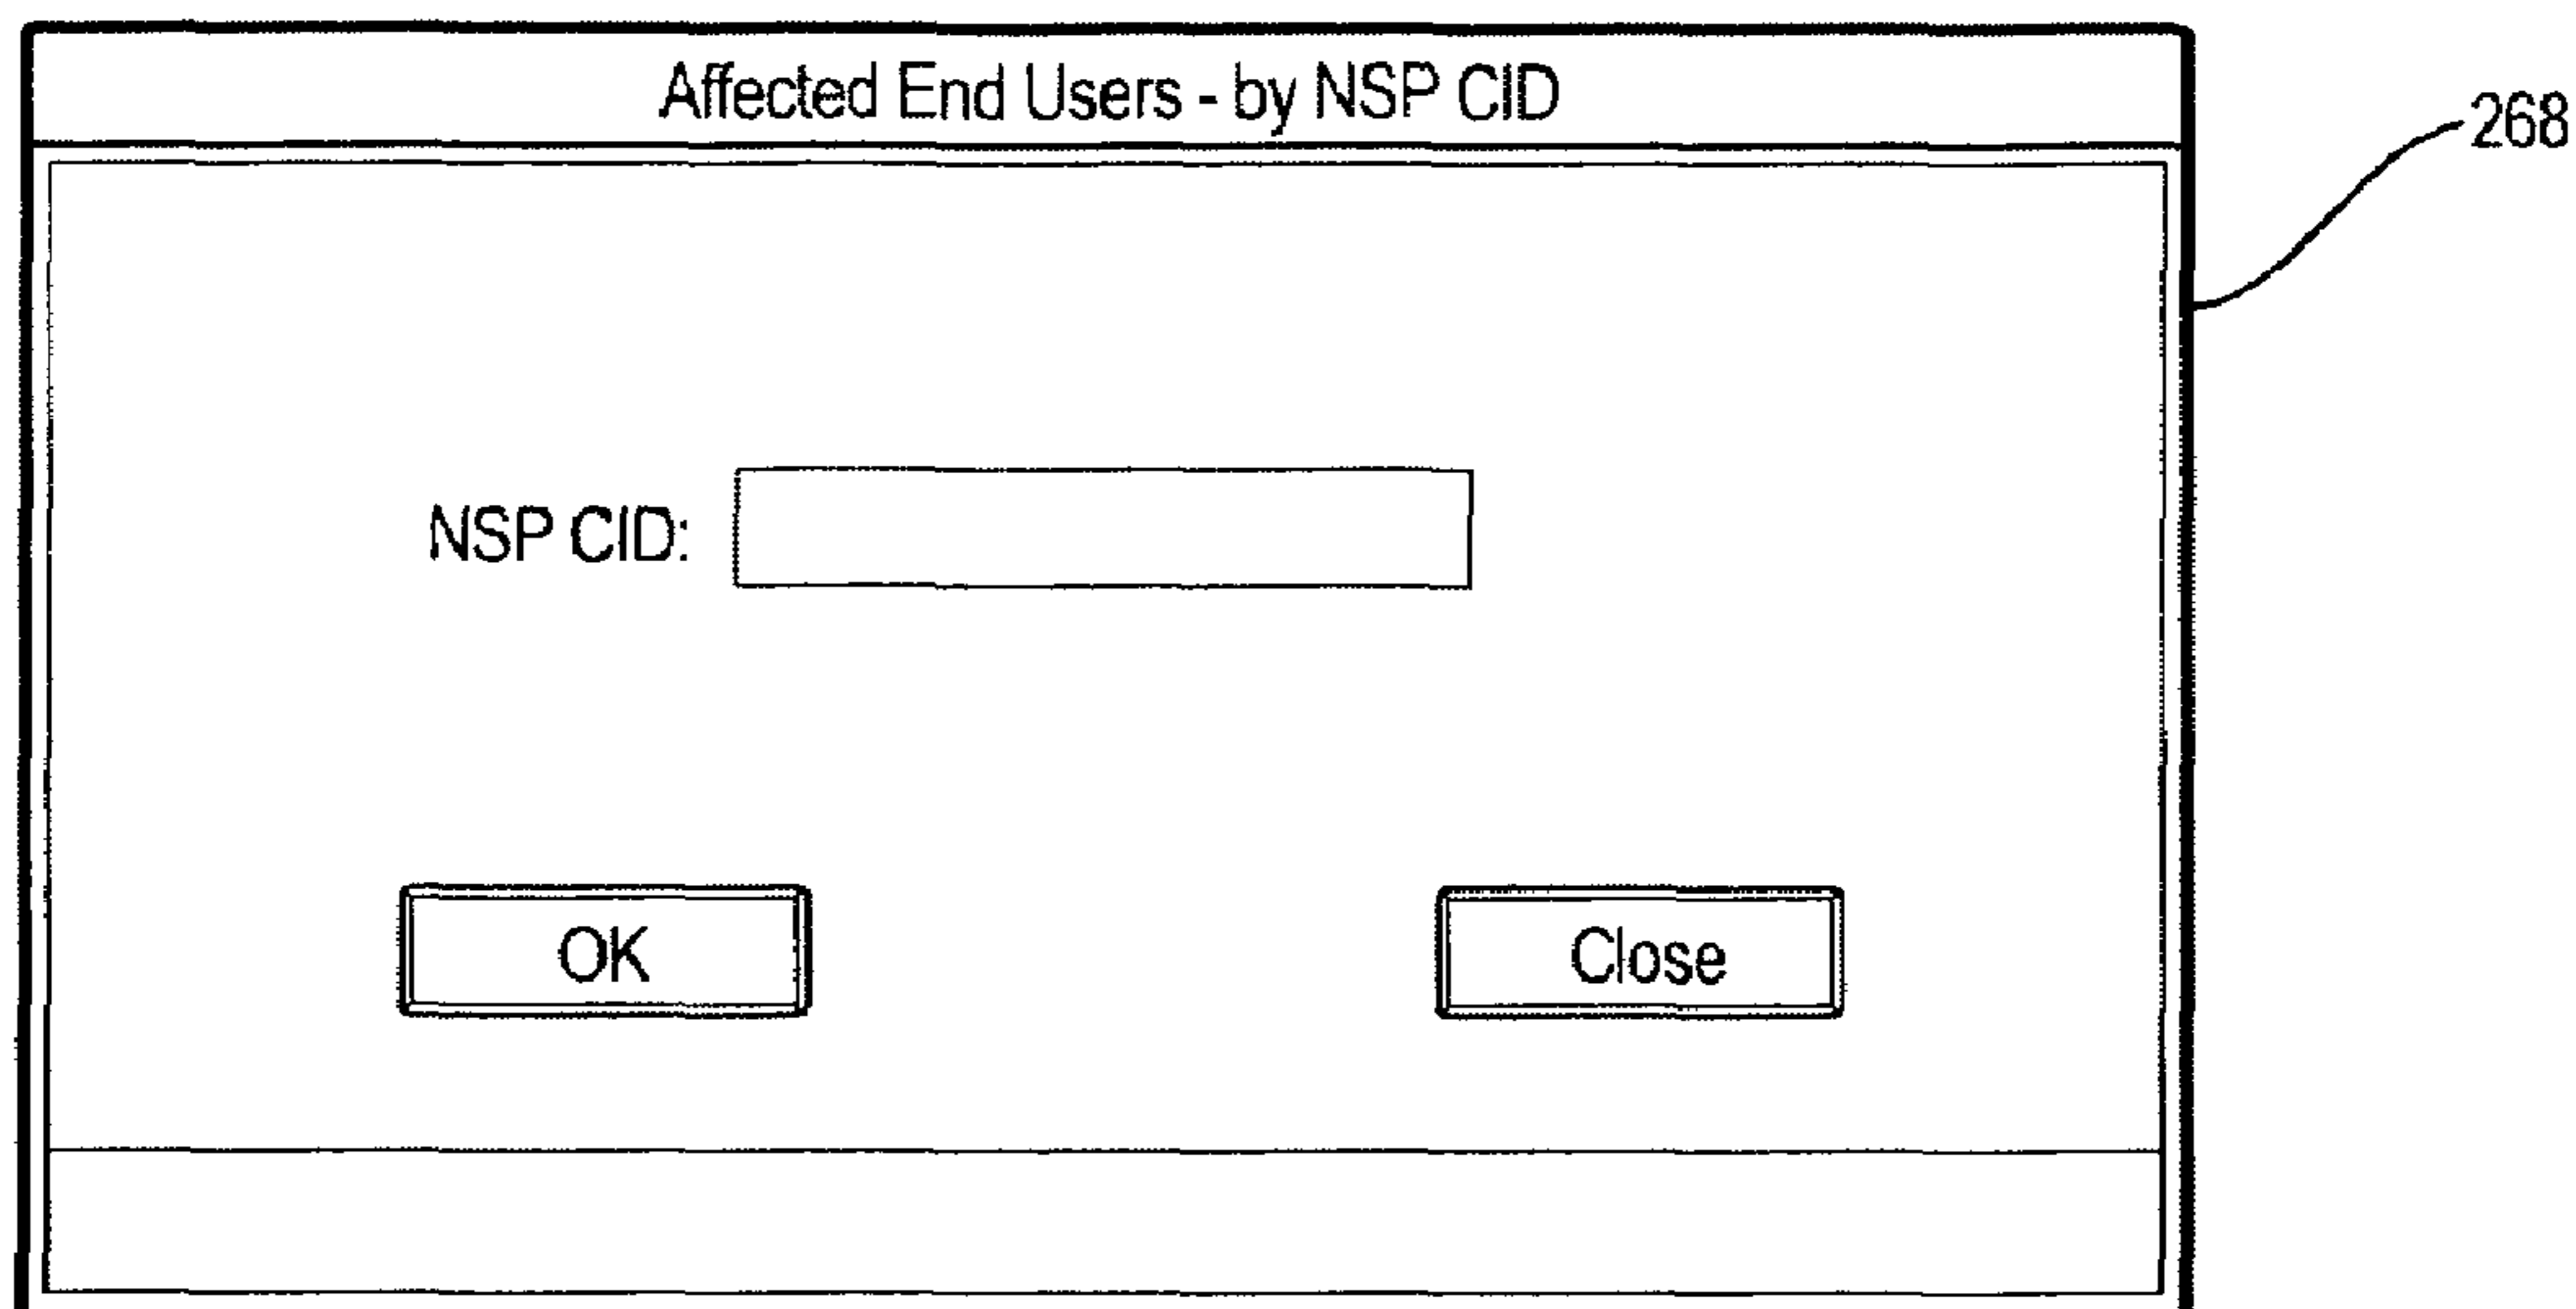 Affected End Users - by NSP CID
268
NSP CID:
OK
Close